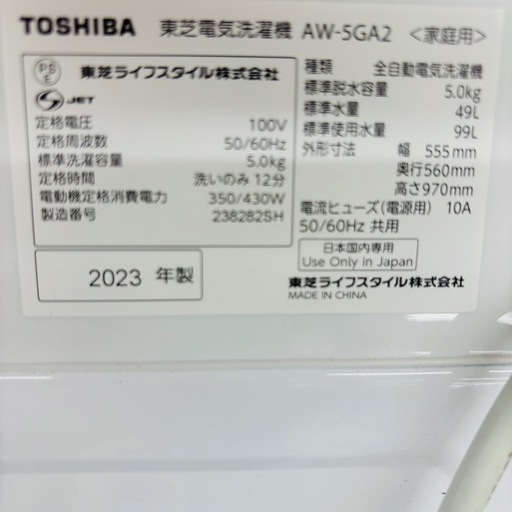 TOSHIBA 東芝電気洗濯機 AW-5GA2 <家庭用>
PS
E
東芝ライフスタイル株式会社
JET
定格電圧 100V
定格周波数 50/60Hz
標準洗濯容量 5.0kg
定格時間 洗いのみ 12分
電動機定格消費電力 350/430W
製造番号 238282SH
2023 年製
種類 全自動電気洗濯機
標準脱水容量 5.0kg
標準水量 49L
標準使用水量 99L
外形寸法 幅 555mm
奥行560mm
高さ970mm
電流ヒューズ(電源用) 10A
50/60Hz 共用
日本国内専用
Use Only in Japan
東芝ライフスタイル株式会社
MADE IN CHINA